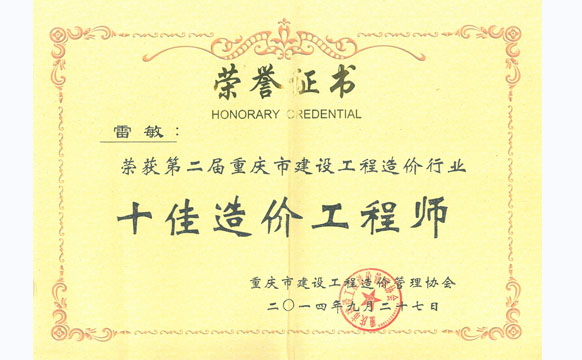 荣誉证书
HONORARY CREDENTIAL
雷敏：
荣获第二届重庆市建设工程造价行业
十佳造价工程师
重庆市建设工程造价管理协会
二〇一四年九月二十七日